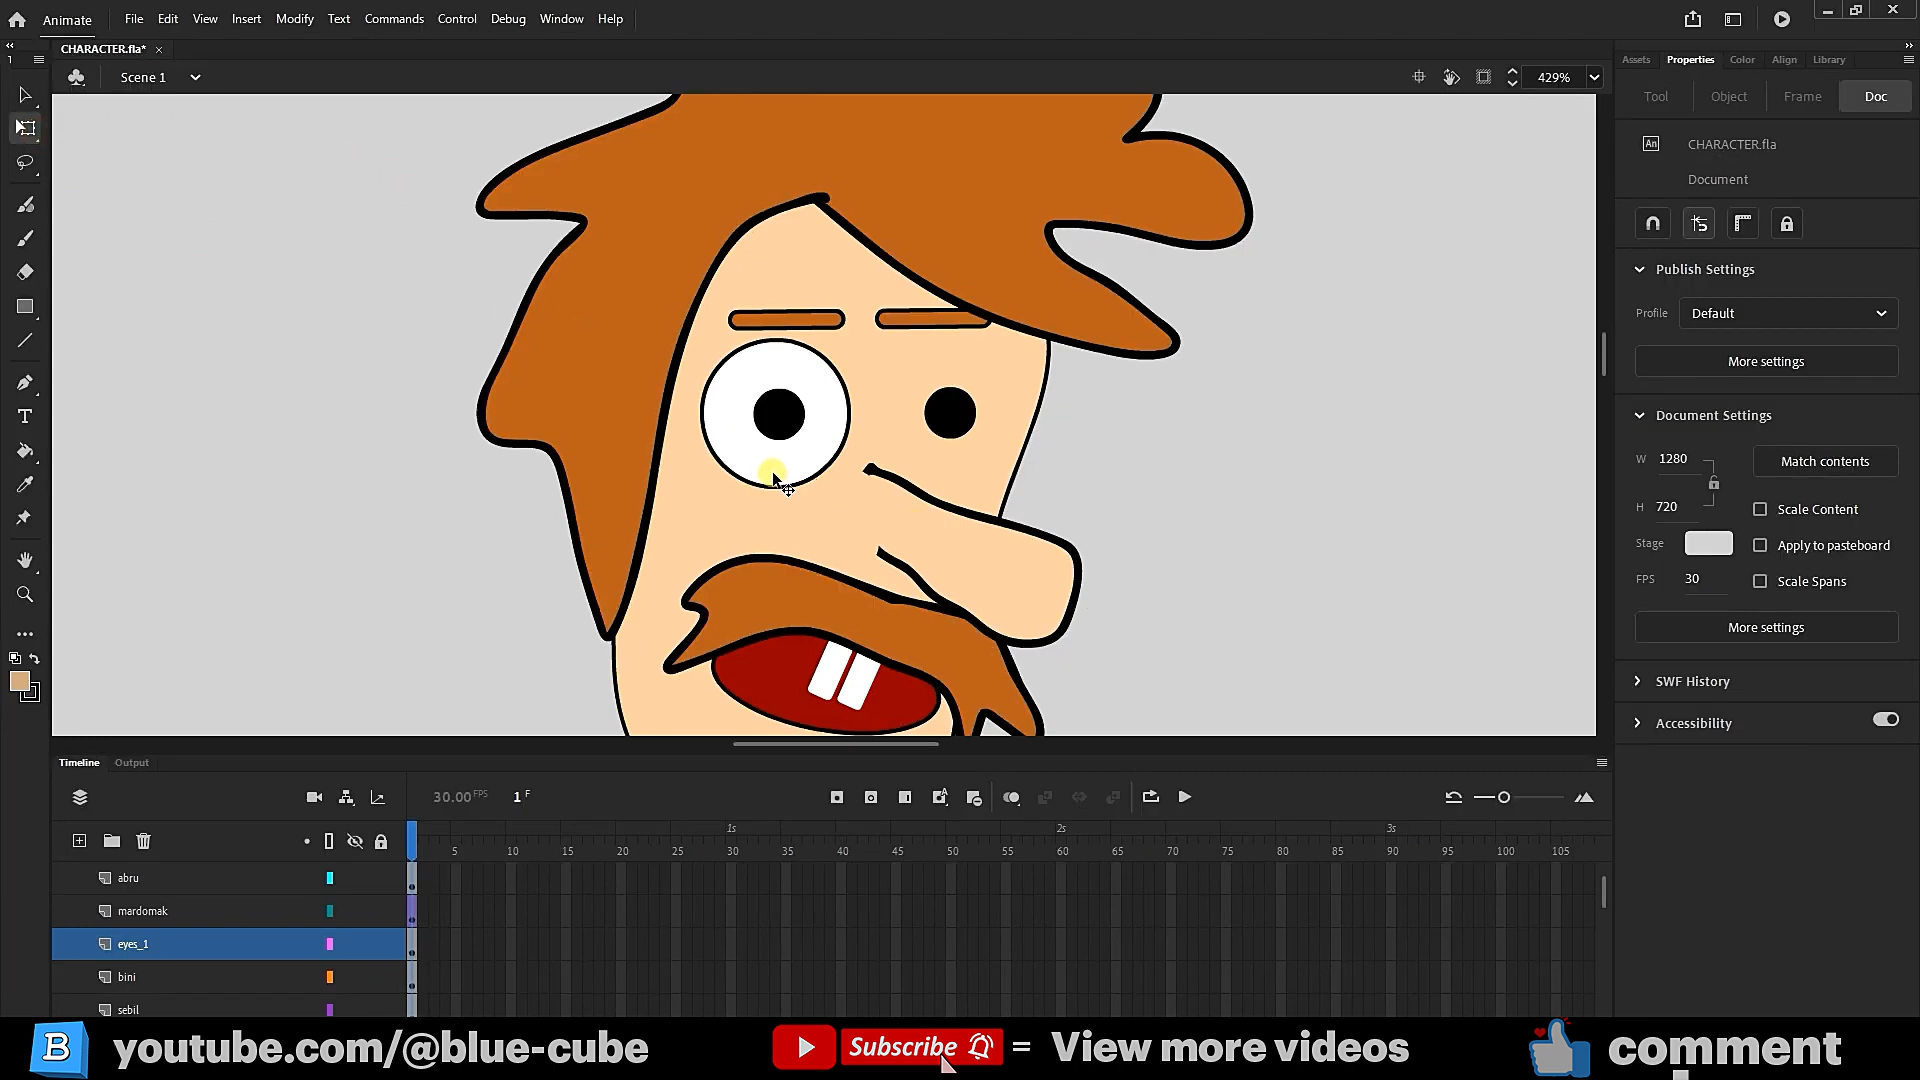 Animate File Edit View Insert Modify Text Commands Control Debug Window Help
CHARACTER.fla*
Scene 1
429%
Assets Properties Color Align Library
Tool Object Frame Doc
An CHARACTER.fla
Document
Publish Settings
Profile Default
More settings
Document Settings
W 1280 Match contents
H 720 Scale Content
Stage Apply to pasteboard
FPS 30 Scale Spans
More settings
SWF History
Accessibility
Timeline Output
30.00 FPS 1 F
1s 2s 3s
5 10 15 20 25 30 35 40 45 50 55 60 65 70 75 80 85 90 95 100 105
abru
mardomak
eyes_1
bini
sebil
B youtube.com/@blue-cube Subscribe = View more videos comment